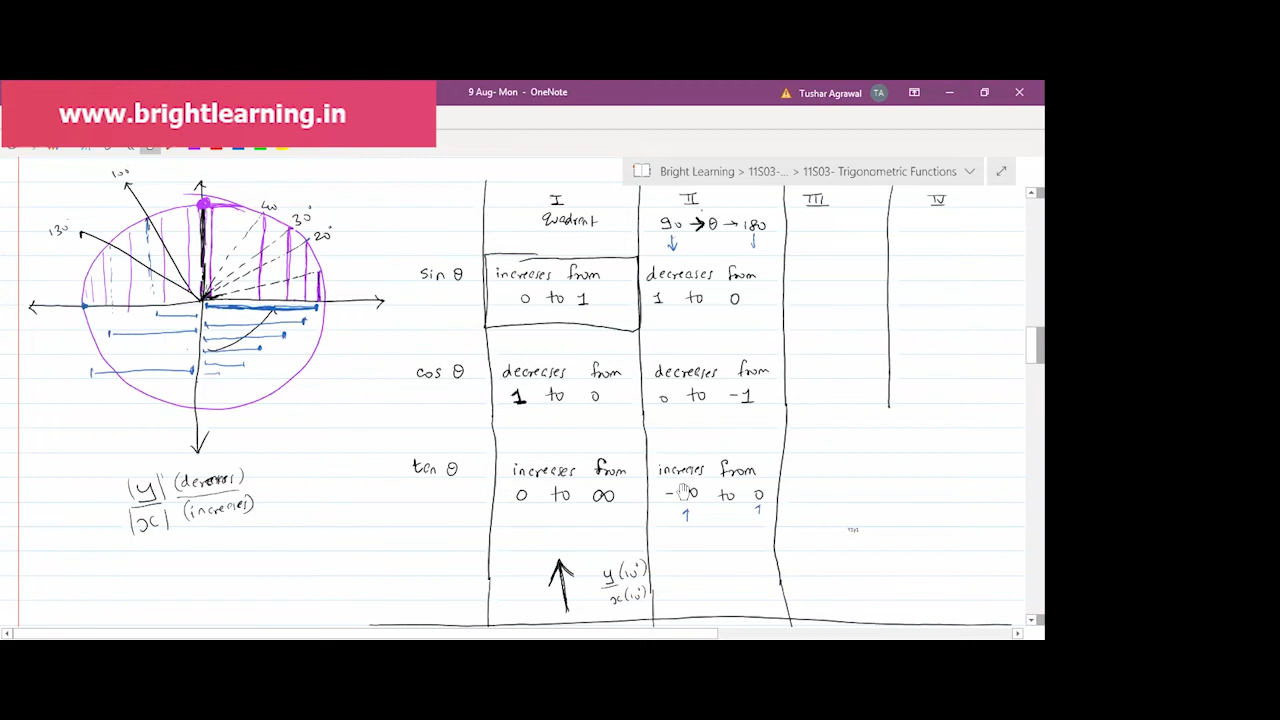 9 Aug- Mon - OneNote
Tushar Agrawal TA
www.brightlearning.in
Bright Learning > 11S03-... > 11S03- Trigonometric Functions
I II III IV
Quadrant 90 → θ → 180
100
130°
40
30°
20°
sin θ increases from decreases from
0 to 1 1 to 0
cos θ decreases from decreases from
1 to 0 0 to -1
tan θ increases from increases from
0 to ∞ -∞ to 0
|y| (decreases)
|x| (increases)
y (10°)
x (10°)